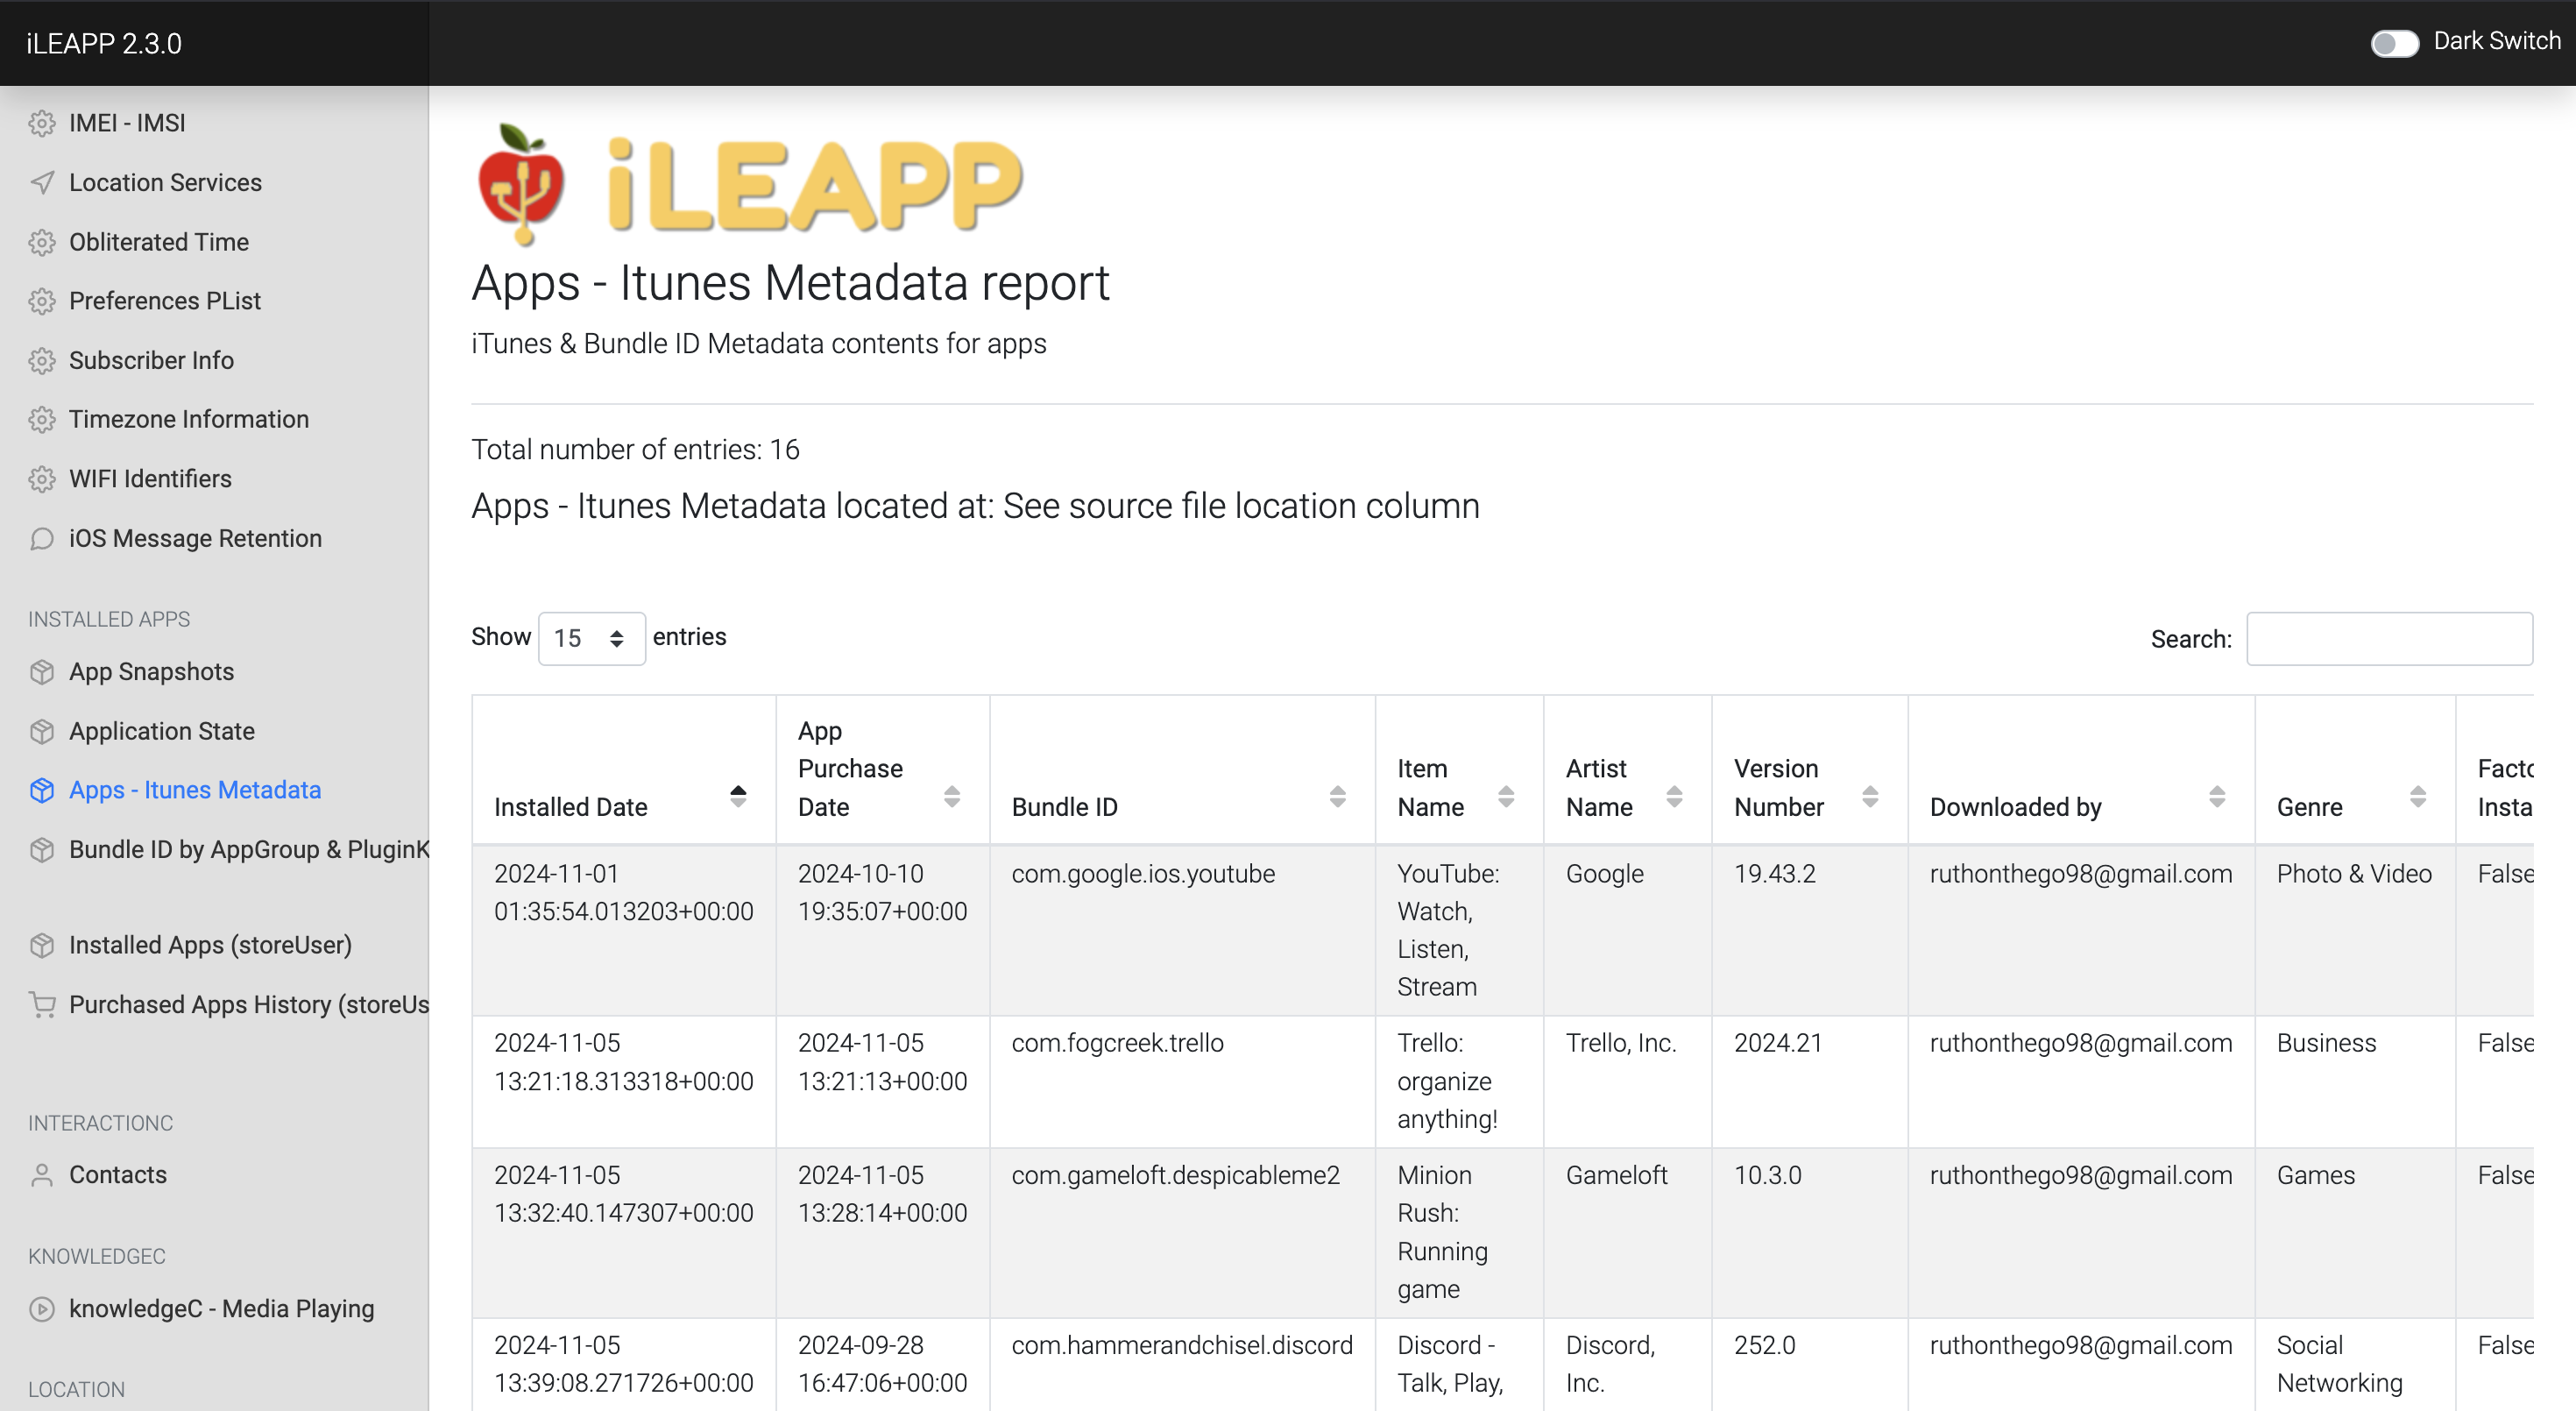 iLEAPP 2.3.0
Dark Switch
IMEI - IMSI
Location Services
Obliterated Time
Preferences PList
Subscriber Info
Timezone Information
WIFI Identifiers
iOS Message Retention
INSTALLED APPS
App Snapshots
Application State
Apps - Itunes Metadata
Bundle ID by AppGroup & PluginK
Installed Apps (storeUser)
Purchased Apps History (storeUs
INTERACTIONC
Contacts
KNOWLEDGEC
knowledgeC - Media Playing
LOCATION
iLEAPP
Apps - Itunes Metadata report
iTunes & Bundle ID Metadata contents for apps
Total number of entries: 16
Apps - Itunes Metadata located at: See source file location column
Show 15 entries
Search:
Installed Date
App
Purchase
Date
Bundle ID
Item
Name
Artist
Name
Version
Number
Downloaded by
Genre
Facto
Insta
2024-11-01
01:35:54.013203+00:00
2024-10-10
19:35:07+00:00
com.google.ios.youtube
YouTube:
Watch,
Listen,
Stream
Google
19.43.2
ruthonthego98@gmail.com
Photo & Video
False
2024-11-05
13:21:18.313318+00:00
2024-11-05
13:21:13+00:00
com.fogcreek.trello
Trello:
organize
anything!
Trello, Inc.
2024.21
ruthonthego98@gmail.com
Business
False
2024-11-05
13:32:40.147307+00:00
2024-11-05
13:28:14+00:00
com.gameloft.despicableme2
Minion
Rush:
Running
game
Gameloft
10.3.0
ruthonthego98@gmail.com
Games
False
2024-11-05
13:39:08.271726+00:00
2024-09-28
16:47:06+00:00
com.hammerandchisel.discord
Discord -
Talk, Play,
Discord,
Inc.
252.0
ruthonthego98@gmail.com
Social
Networking
False